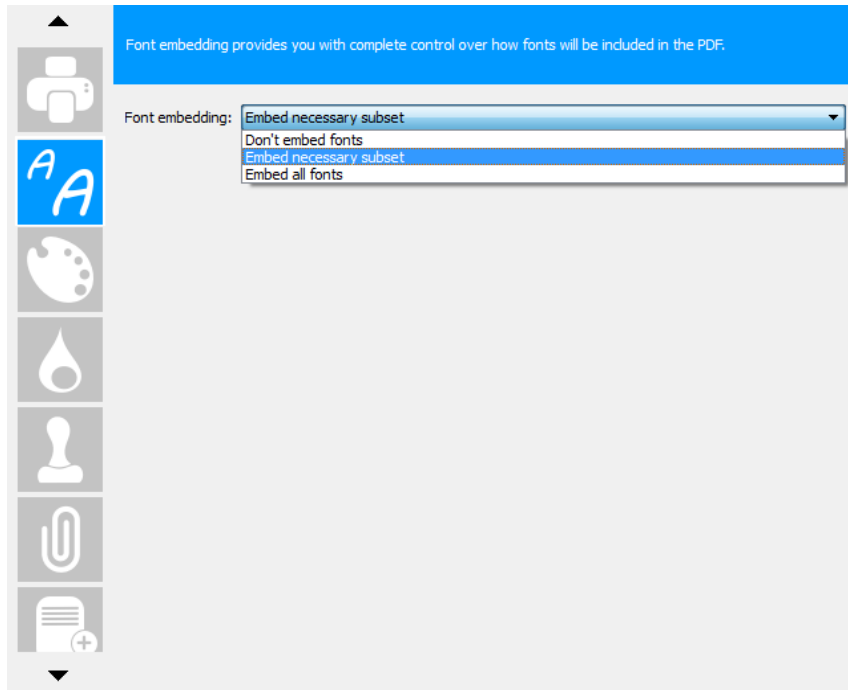 Font embedding provides you with complete control over how fonts will be included in the PDF.
Font embedding: Embed necessary subset
Don't embed fonts
Embed necessary subset
Embed all fonts
A A